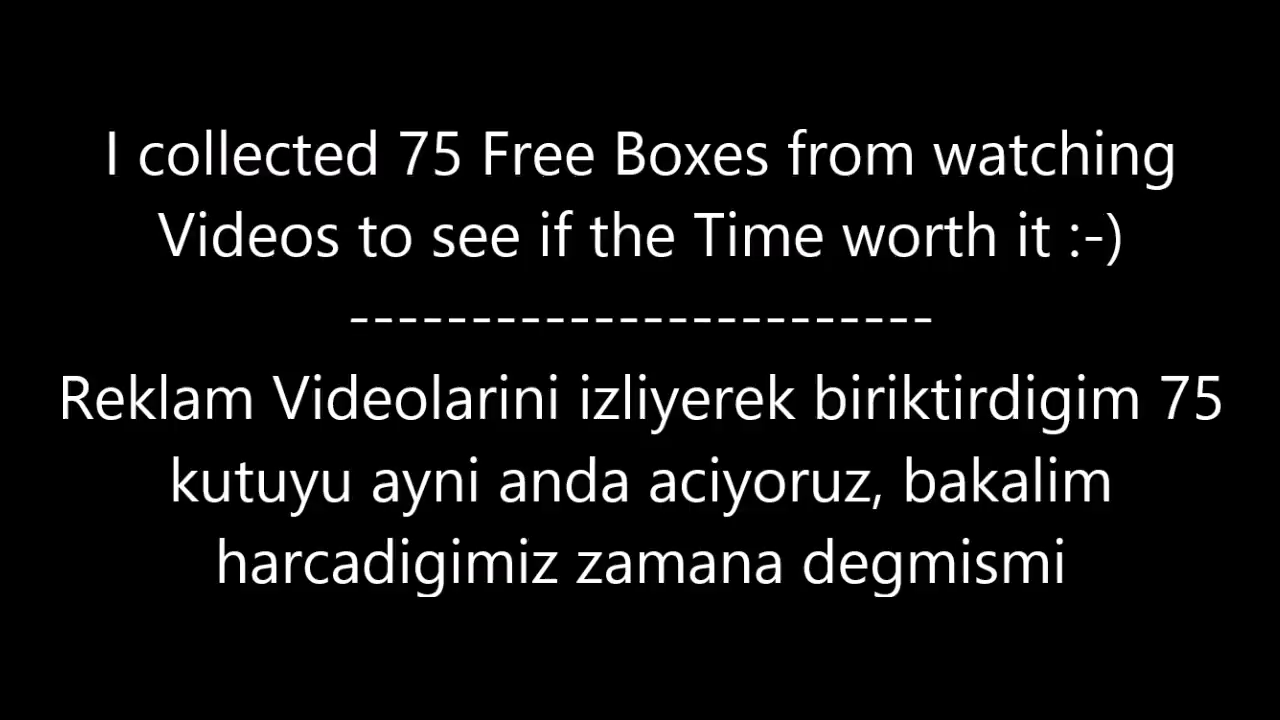 I collected 75 Free Boxes from watching
Videos to see if the Time worth it :-)
------------------------
Reklam Videolarini izliyerek biriktirdigim 75
kutuyu ayni anda aciyoruz, bakalim
harcadigimiz zamana degmismi